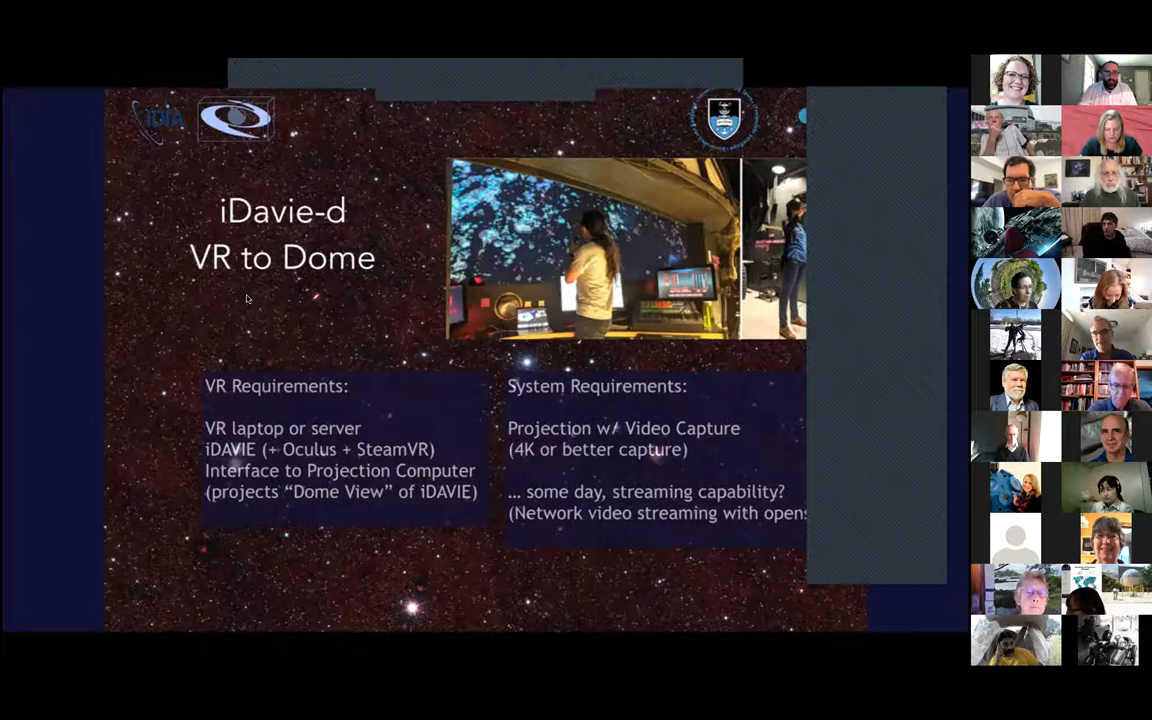 iDIA
iDavie-d
VR to Dome
VR Requirements:
VR laptop or server
iDAVIE (+ Oculus + SteamVR)
Interface to Projection Computer
(projects “Dome View” of iDAVIE)
System Requirements:
Projection w/ Video Capture
(4K or better capture)
... some day, streaming capability?
(Network video streaming with opens